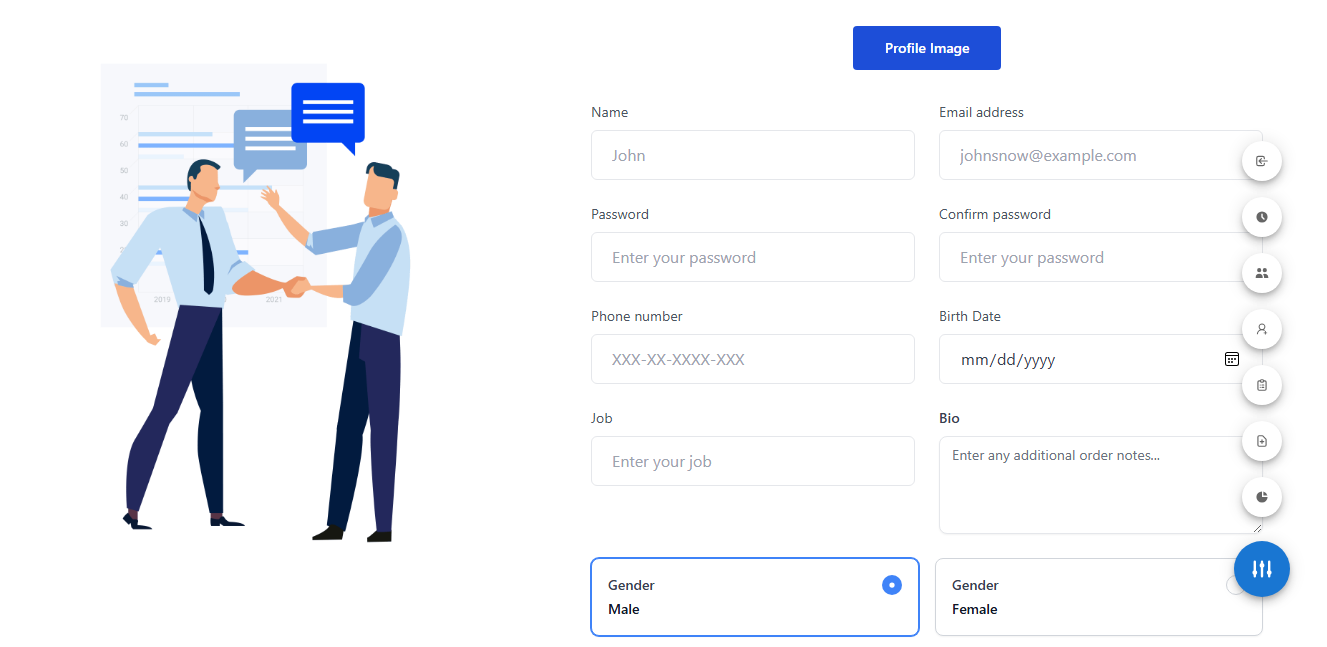 Profile Image
70
60
50
40
30
2
2019
2021
Name
Email address
John
johnsnow@example.com
Password
Confirm password
Enter your password
Enter your password
Phone number
Birth Date
XXX-XX-XXXX-XXX
mm/dd/yyyy
Job
Bio
Enter your job
Enter any additional order notes...
Gender
Male
Gender
Female